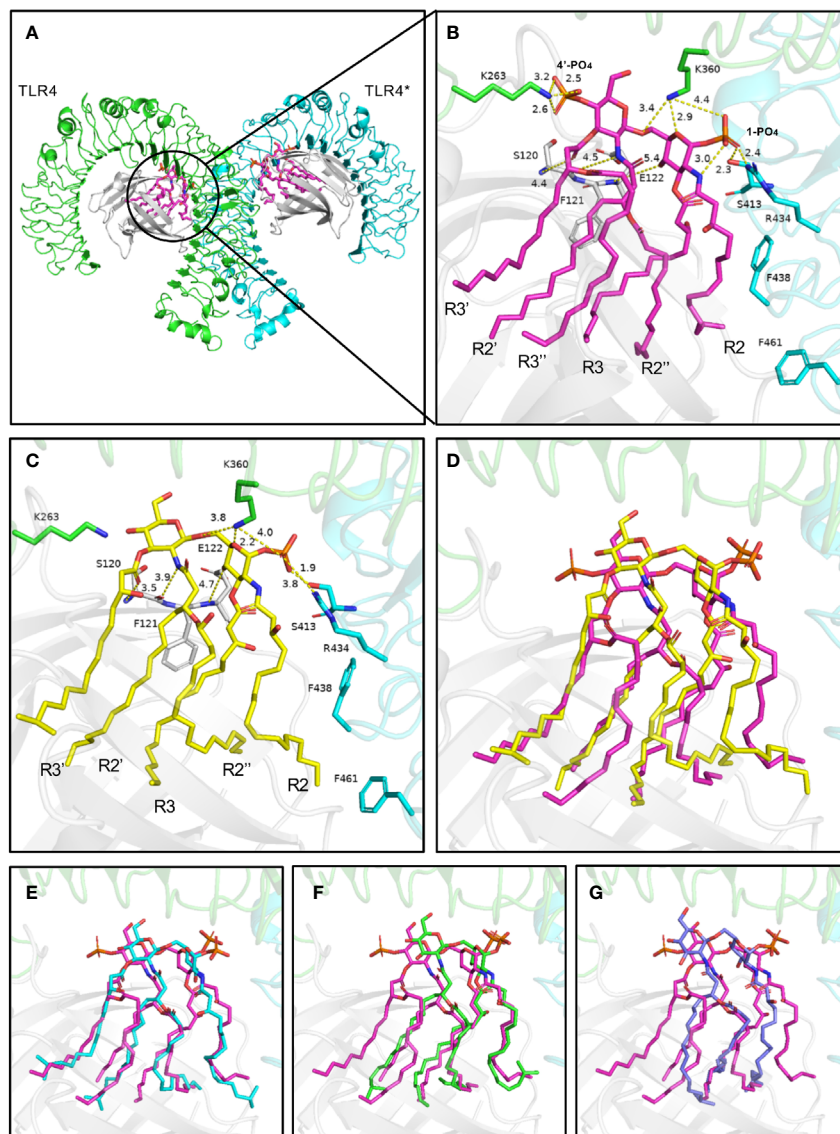 A
TLR4
TLR4*
B
4'-PO₄
K360
K263
3.2
2.5
2.6
3.4
4.4
2.9
1-PO₄
S120
4.5
5.4
3.0
2.4
E122
2.3
4.4
S413
F121
R434
F438
R3'
R2'
R3''
R3
R2''
R2
F461
C
K360
K263
3.8
4.0
2.2
E122
S120
3.9
1.9
3.5
4.7
3.8
F121
S413
R434
F438
R3'
R2'
R3
R2''
R2
F461
D
E
F
G